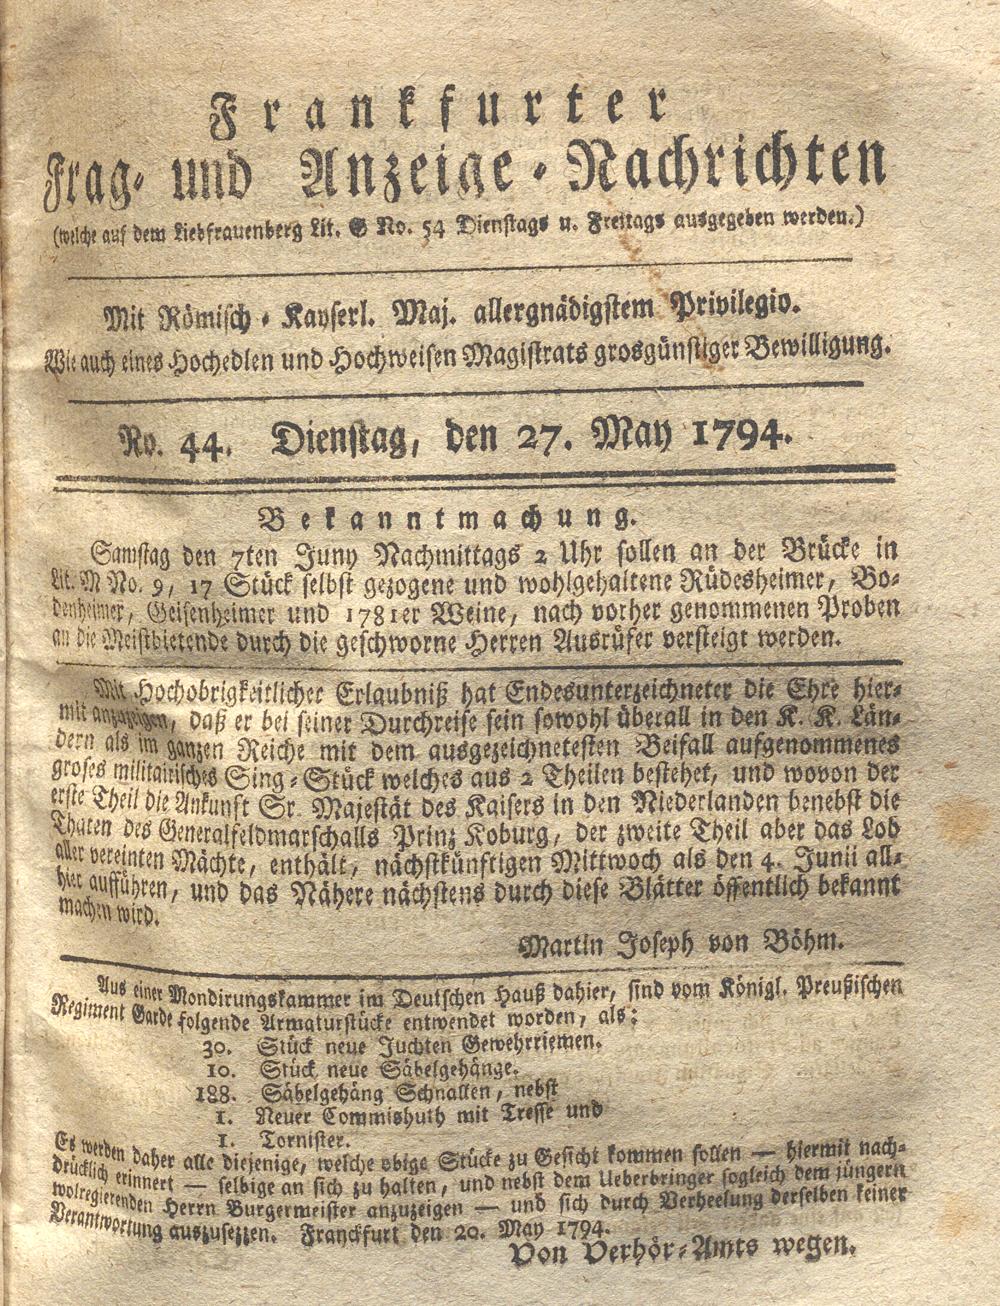 Frankfurter
Frag- und Anzeige-Nachrichten
(welche auf dem Liebfrauenberg Lit. G No. 54 Dienstags u. Freitags ausgegeben werden.)
Mit Römisch-Kayserl. Maj. allergnädigstem Privilegio.
Wie auch eines Hochedlen und Hochweisen Magistrats grosgünstiger Bewilligung.
No. 44. Dienstag, den 27. May 1794.
Bekanntmachung.
Samstag den 7ten Juny Nachmittags 2 Uhr sollen an der Brücke in
Lit. M No. 9, 17 Stück selbst gezogene und wohlgehaltene Rüdesheimer, Bo-
denheimer, Geisenheimer und 1781er Weine, nach vorher genommenen Proben
an die Meistbietende durch die geschworne Herren Ausrüfer versteigt werden.
Mit Hochobrigkeitlicher Erlaubniß hat Endesunterzeichneter die Ehre hier-
mit anzuzeigen, daß er bei seiner Durchreise sein sowohl überall in den K. K. Län-
dern als im ganzen Reiche mit dem ausgezeichnetesten Beifall aufgenommenes
groses militairisches Sing-Stück welches aus 2 Theilen bestehet, und wovon der
erste Theil die Ankunft Sr. Majestät des Kaisers in den Niederlanden benebst die
Thaten des Generalfeldmarschalls Prinz Koburg, der zweite Theil aber das Lob
aller vereinten Mächte, enthält, nächstkünftigen Mittwoch als den 4. Junii all-
hier aufführen, und das Nähere nächstens durch diese Blätter öffentlich bekannt
machen wird.
Martin Joseph von Böhm.
Aus einer Mondirungskammer im Deutschen Hauß dahier, sind vom Königl. Preußischen
Regiment Garde folgende Armaturstücke entwendet worden, als:
30. Stück neue Juchten Gewehrriemen.
10. Stück neue Säbelgehänge.
188. Säbelgehäng Schnallen, nebst
1. Neuer Commishuth mit Tresse und
1. Tornister.
Es werden daher alle diejenige, welche obige Stücke zu Gesicht kommen sollen — hiermit nach-
drücklich erinnert — selbige an sich zu halten, und nebst dem Ueberbringer sogleich dem jüngern
wolregierenden Herrn Burgermeister anzuzeigen — und sich durch Verheelung derselben keiner
Verantwortung auszusezzen. Franckfurt den 20. May 1794.
Von Verhör-Amts wegen.